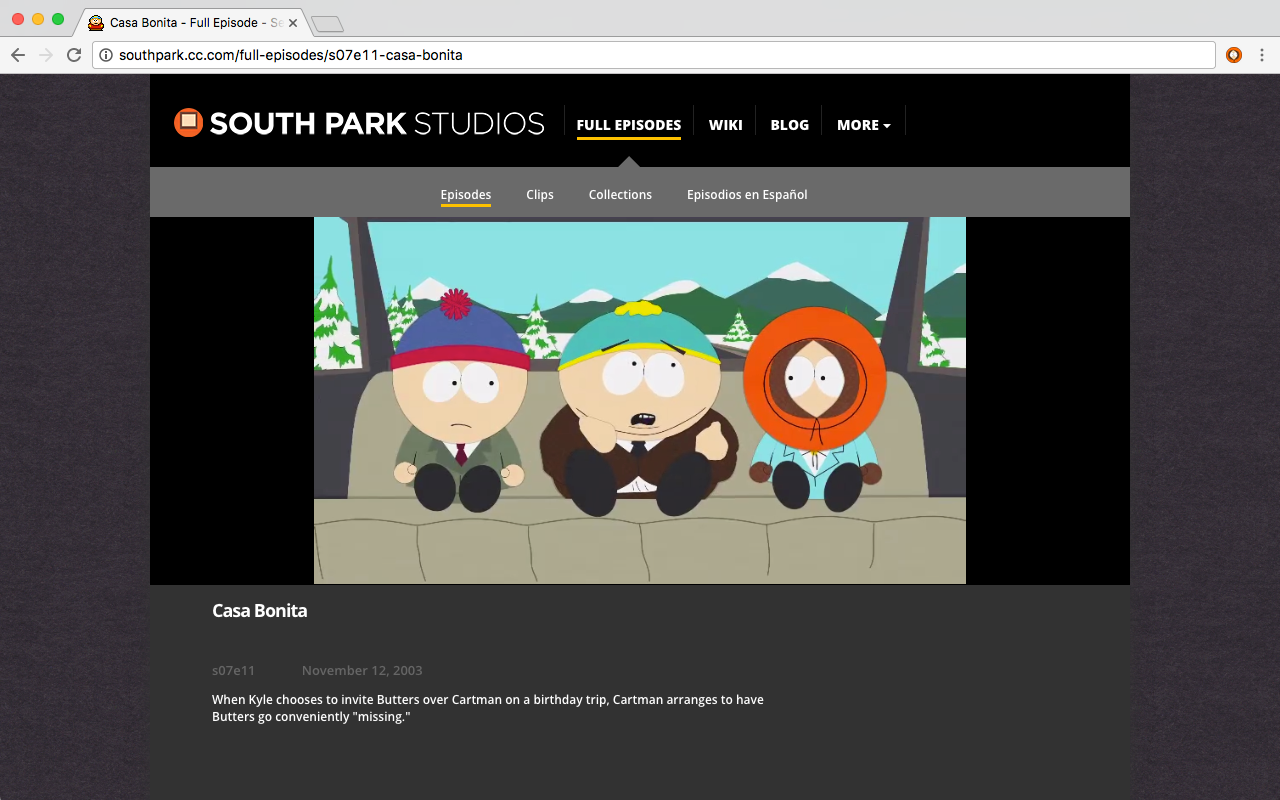 Casa Bonita - Full Episode - Se
southpark.cc.com/full-episodes/s07e11-casa-bonita
SOUTH PARK STUDIOS
FULL EPISODES
WIKI
BLOG
MORE
Episodes
Clips
Collections
Episodios en Español
Casa Bonita
s07e11 November 12, 2003
When Kyle chooses to invite Butters over Cartman on a birthday trip, Cartman arranges to have
Butters go conveniently "missing."